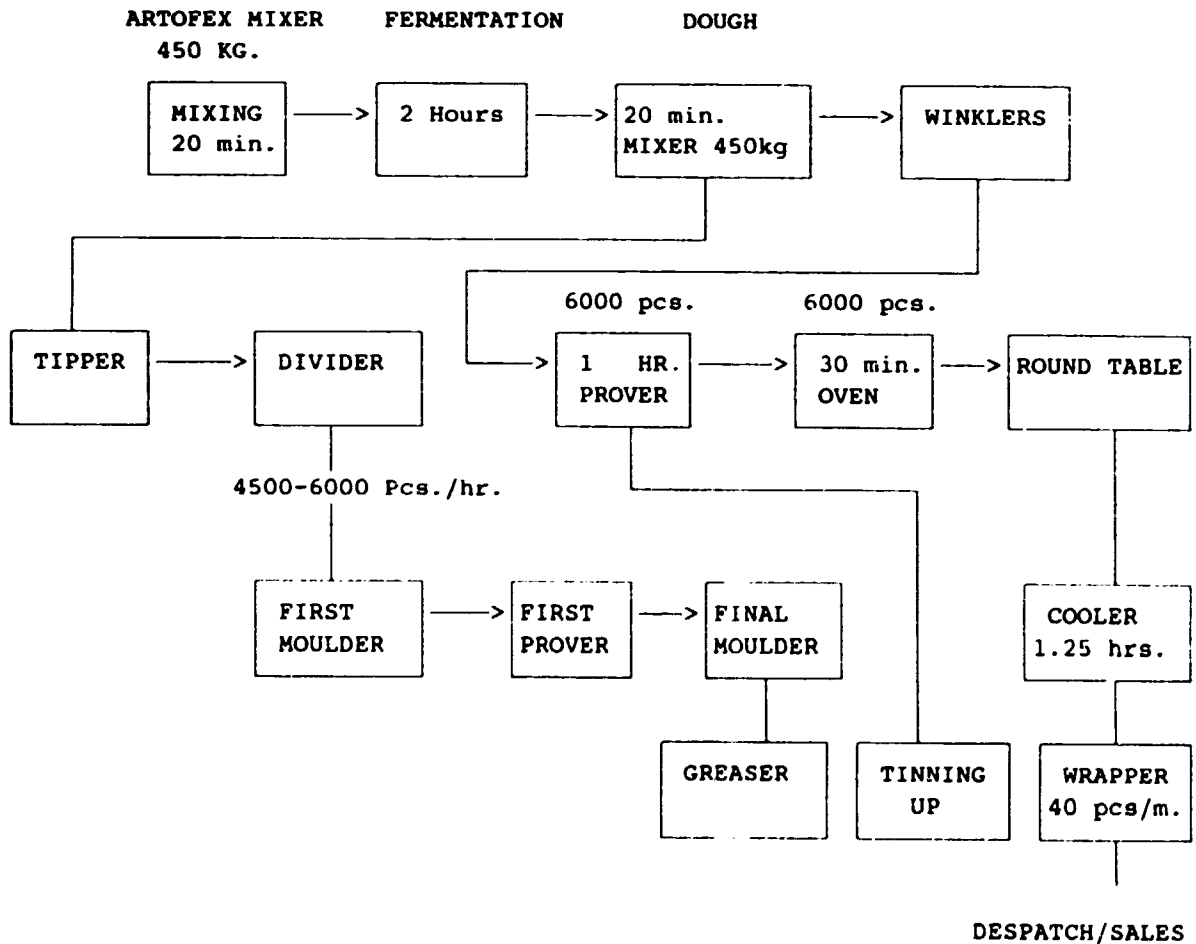 ARTOFEX MIXER
450 KG.
FERMENTATION
DOUGH
MIXING
20 min.
2 Hours
20 min.
MIXER 450kg
WINKLERS
6000 pcs.
6000 pcs.
TIPPER
DIVIDER
1 HR.
PROVER
30 min.
OVEN
ROUND TABLE
4500-6000 Pcs./hr.
FIRST
MOULDER
FIRST
PROVER
FINAL
MOULDER
COOLER
1.25 hrs.
GREASER
TINNING
UP
WRAPPER
40 pcs/m.
DESPATCH/SALES